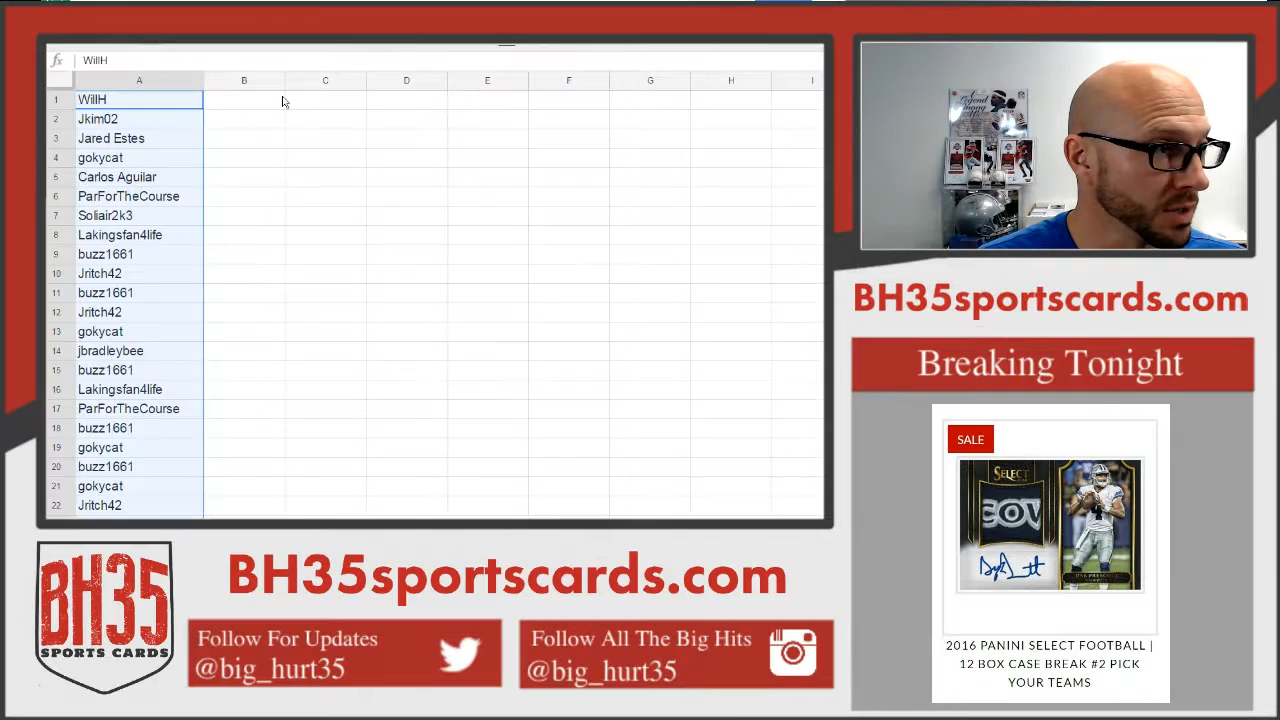 fx WillH
A B C D E F G H I
1 WillH
2 Jkim02
3 Jared Estes
4 gokycat
5 Carlos Aguilar
6 ParForTheCourse
7 Soliair2k3
8 Lakingsfan4life
9 buzz1661
10 Jritch42
11 buzz1661
12 Jritch42
13 gokycat
14 jbradleybee
15 buzz1661
16 Lakingsfan4life
17 ParForTheCourse
18 buzz1661
19 gokycat
20 buzz1661
21 gokycat
22 Jritch42
A Legend Among
BH35sportscards.com
Breaking Tonight
SALE
SELECT
COV
2016 PANINI SELECT FOOTBALL |
12 BOX CASE BREAK #2 PICK
YOUR TEAMS
BH35
SPORTS CARDS
BH35sportscards.com
Follow For Updates
@big_hurt35
Follow All The Big Hits
@big_hurt35